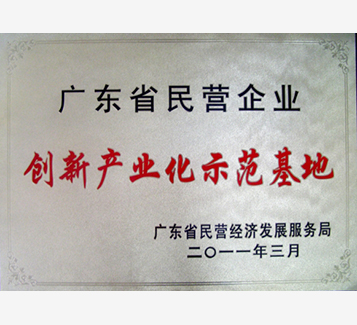 广东省民营企业
创新产业化示范基地
广东省民营经济发展服务局
二〇一一年三月